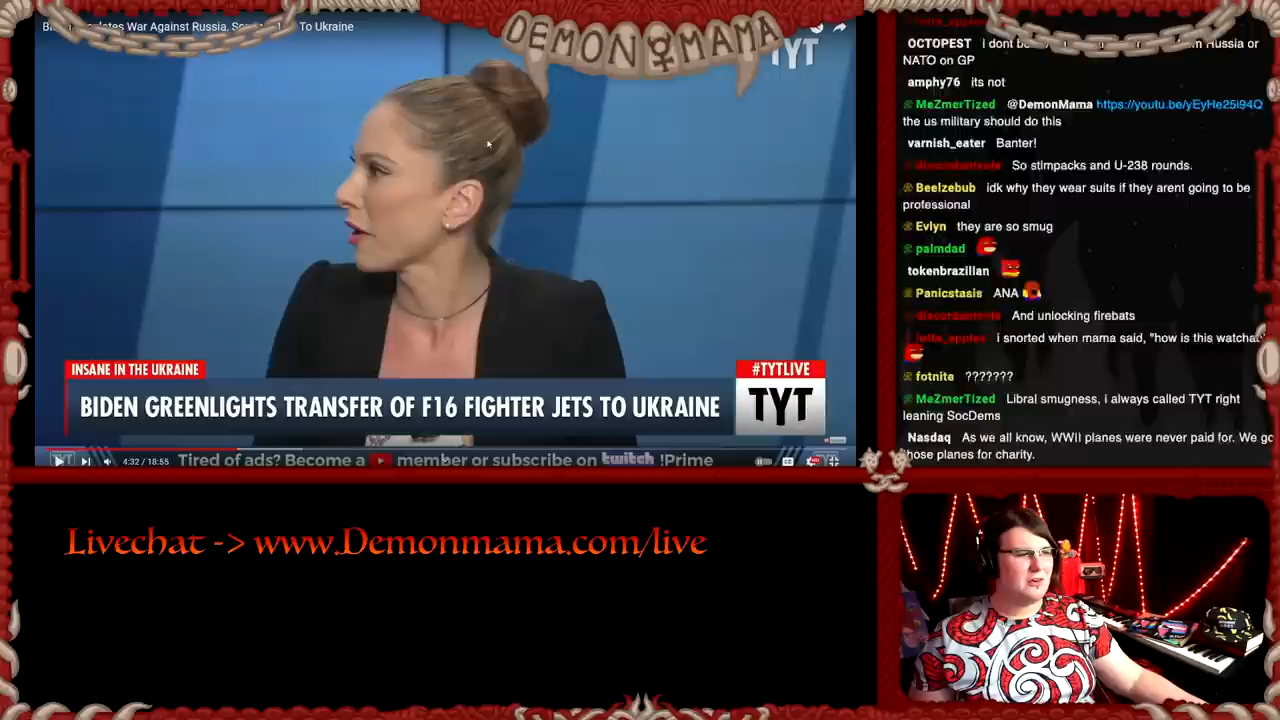 War Against Russia, To Ukraine
DEMON MAMA
TYT
OCTOPEST i dont Russia or
NATO on GP
amphy76 its not
MeZmerTized @DemonMama https://youtu.be/yEyHe25I94Q
the us military should do this
varnish_eater Banter!
So stimpacks and U-238 rounds.
Beelzebub idk why they wear suits if they arent going to be
professional
Evlyn they are so smug
palmdad
tokenbrazilian
Panicstasis ANA
And unlocking firebats
i snorted when mama said, "how is this
fotnite ???????
MeZmerTized Libral smugness, i always called TYT right
leaning SocDems
Nasdaq As we all know, WWII planes were never paid for. We
those planes for charity.
INSANE IN THE UKRAINE
#TYTLIVE
BIDEN GREENLIGHTS TRANSFER OF F16 FIGHTER JETS TO UKRAINE
TYT
4:32 / 18:55
Tired of ads? Become a member or subscribe on twitch !Prime
Livechat -> www.Demonmama.com/live